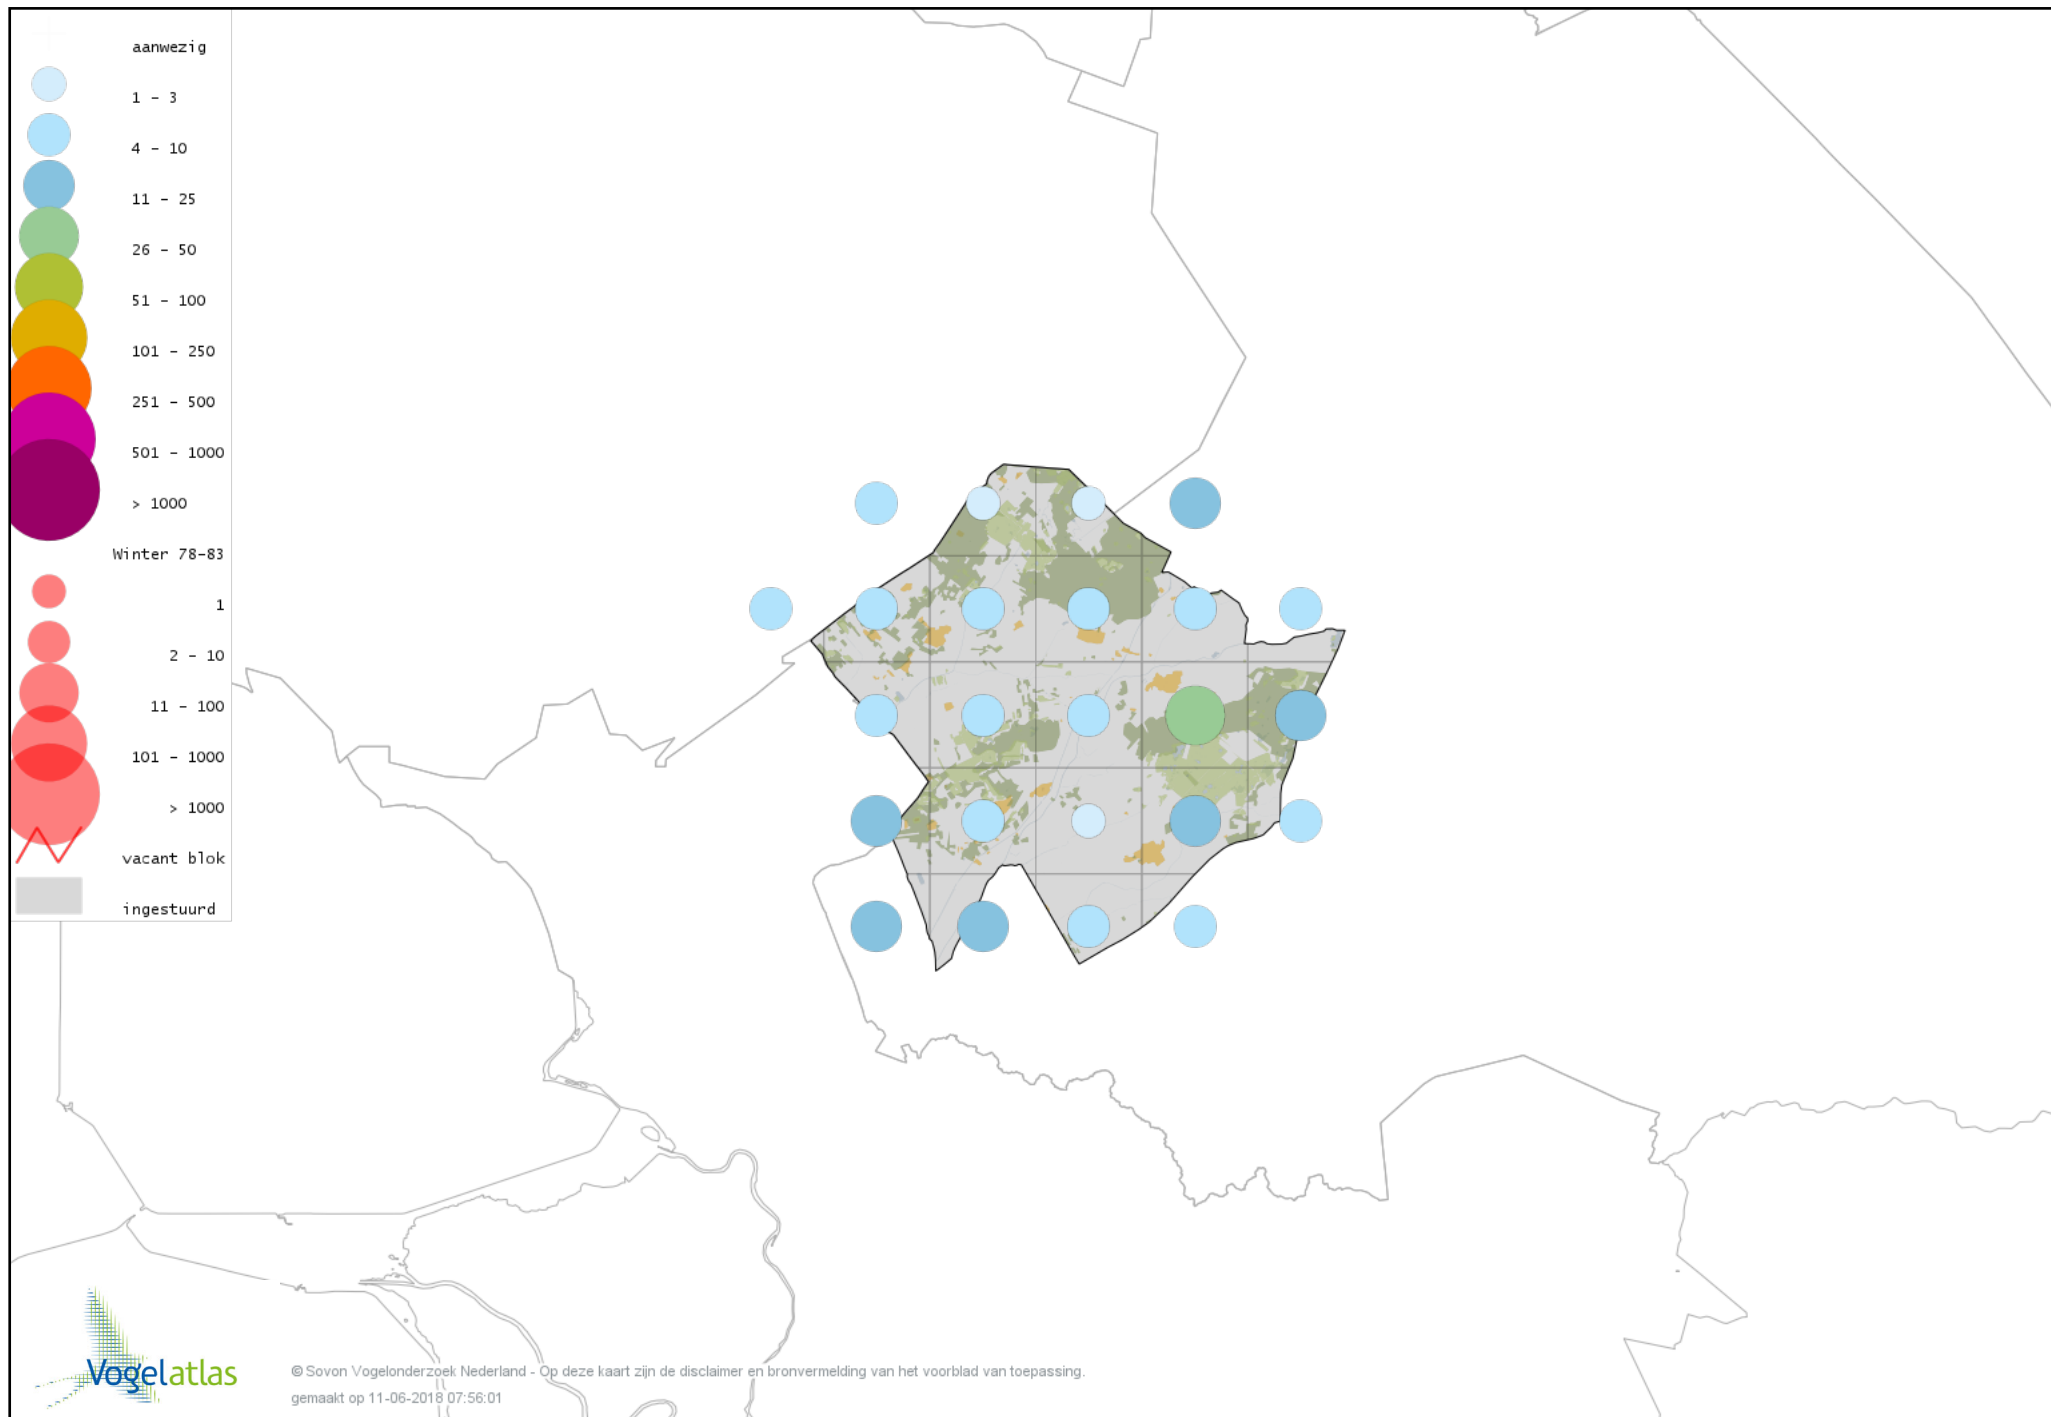 aanwezig
1 - 3
4 - 10
11 - 25
26 - 50
51 - 100
101 - 250
251 - 500
501 - 1000
> 1000
Winter 78-83
1
2 - 10
11 - 100
101 - 1000
> 1000
vacant blok
ingestuurd
Vogelatlas
© Sovon Vogelonderzoek Nederland - Op deze kaart zijn de disclaimer en bronvermelding van het voorblad van toepassing.
gemaakt op 11-06-2018 07:56:01